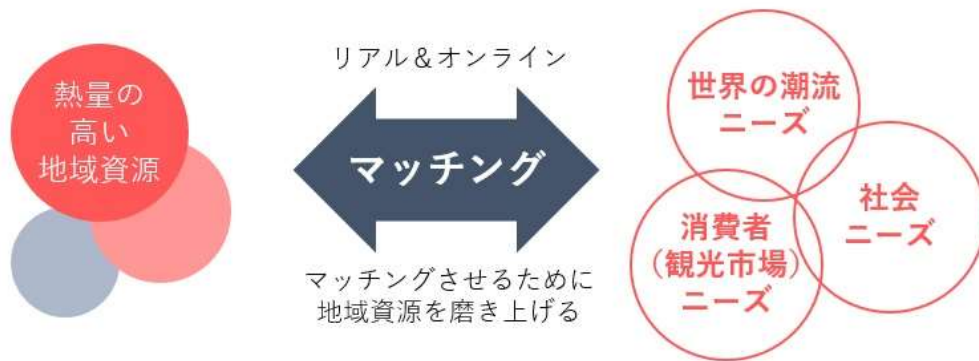 熱量の
高い
地域資源
リアル＆オンライン
マッチング
マッチングさせるために
地域資源を磨き上げる
世界の潮流
ニーズ
社会
ニーズ
消費者
（観光市場）
ニーズ